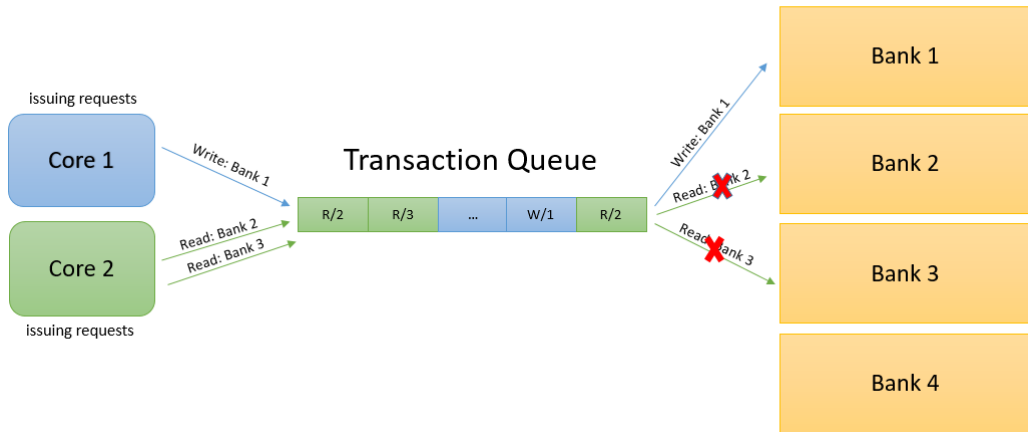 issuing requests
Core 1
Write: Bank 1
Core 2
Read: Bank 2
Read: Bank 3
issuing requests
Transaction Queue
R/2
R/3
...
W/1
R/2
Write: Bank 1
Read: Bank 2
Read: Bank 3
Bank 1
Bank 2
Bank 3
Bank 4